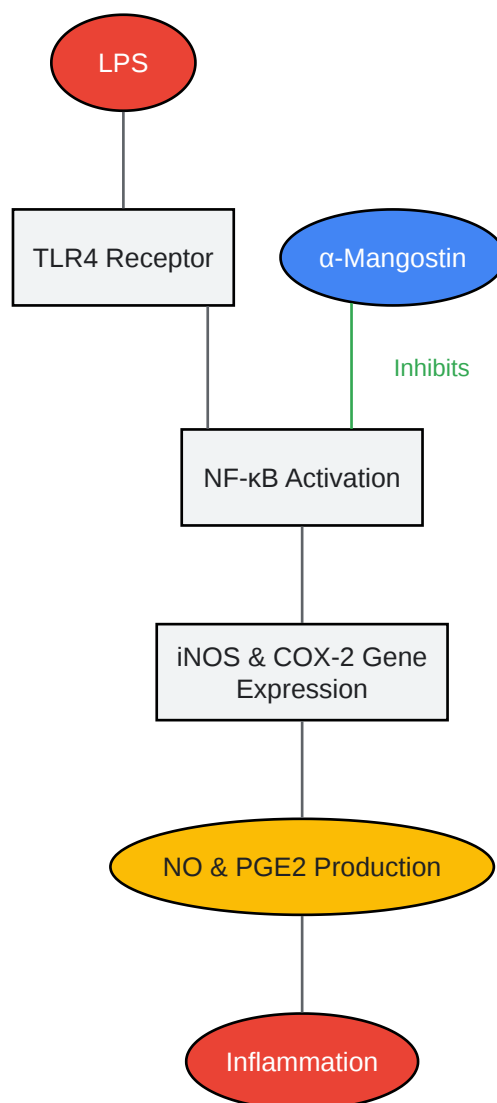 LPS
TLR4 Receptor
α-Mangostin
Inhibits
NF-κB Activation
iNOS & COX-2 Gene
Expression
NO & PGE2 Production
Inflammation